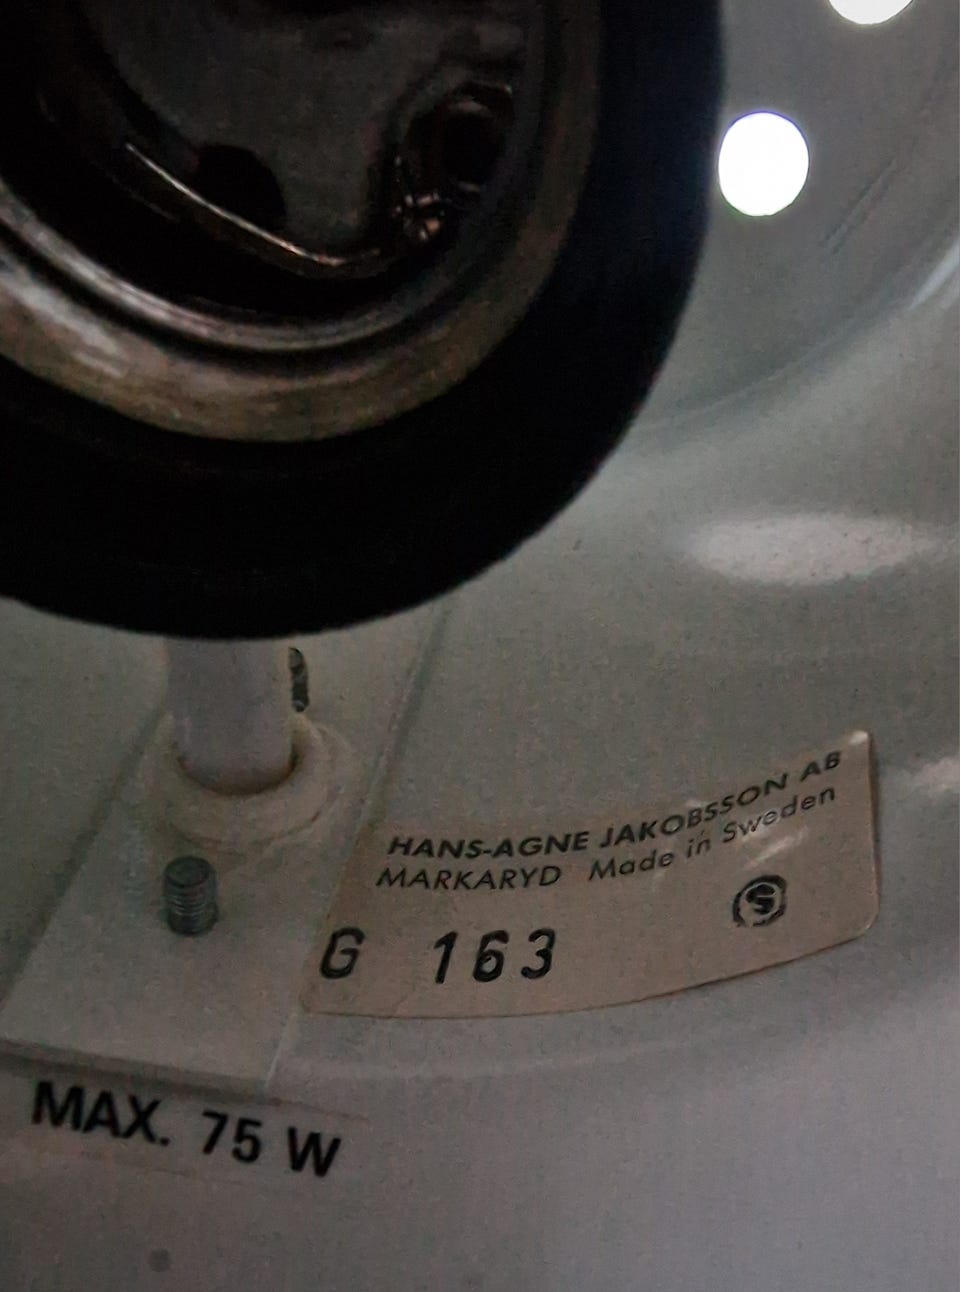 HANS-AGNE JAKOBSSON AB
MARKARYD Made in Sweden
S
G 163
MAX. 75 W